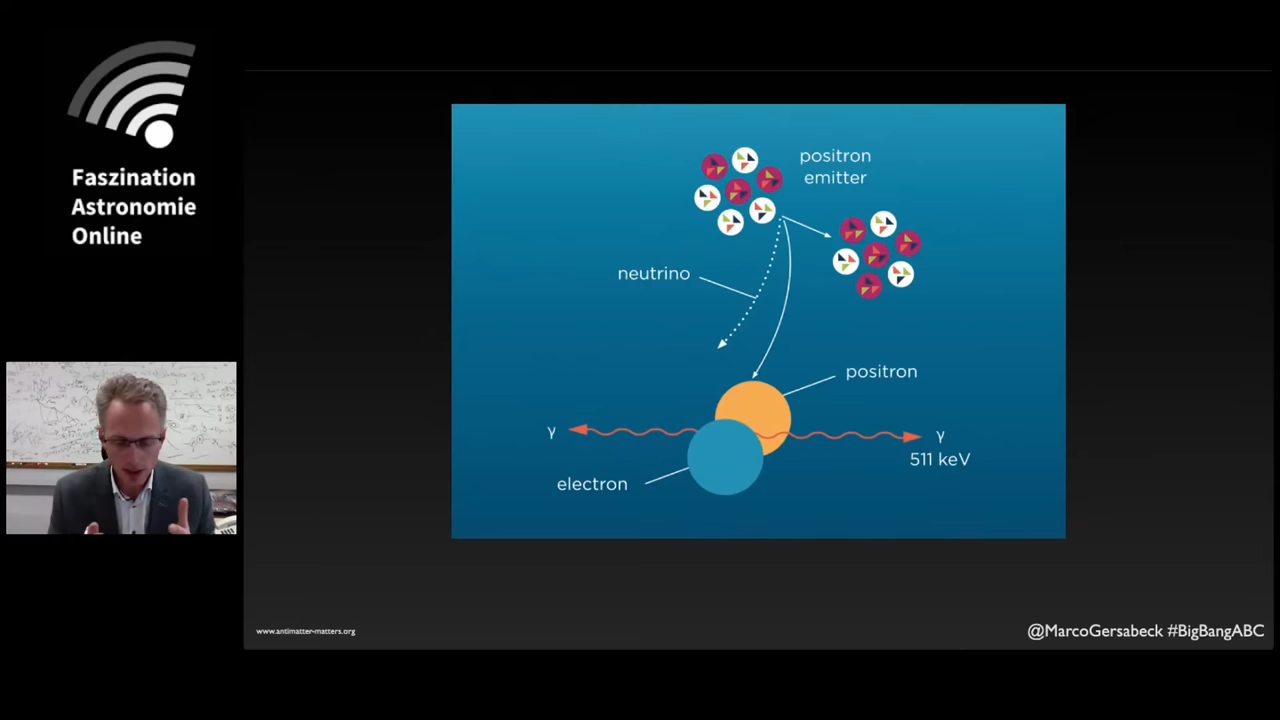 Faszination
Astronomie
Online
positron
emitter
neutrino
positron
γ
γ
511 keV
electron
www.antimatter-matters.org
@MarcoGersabeck #BigBangABC